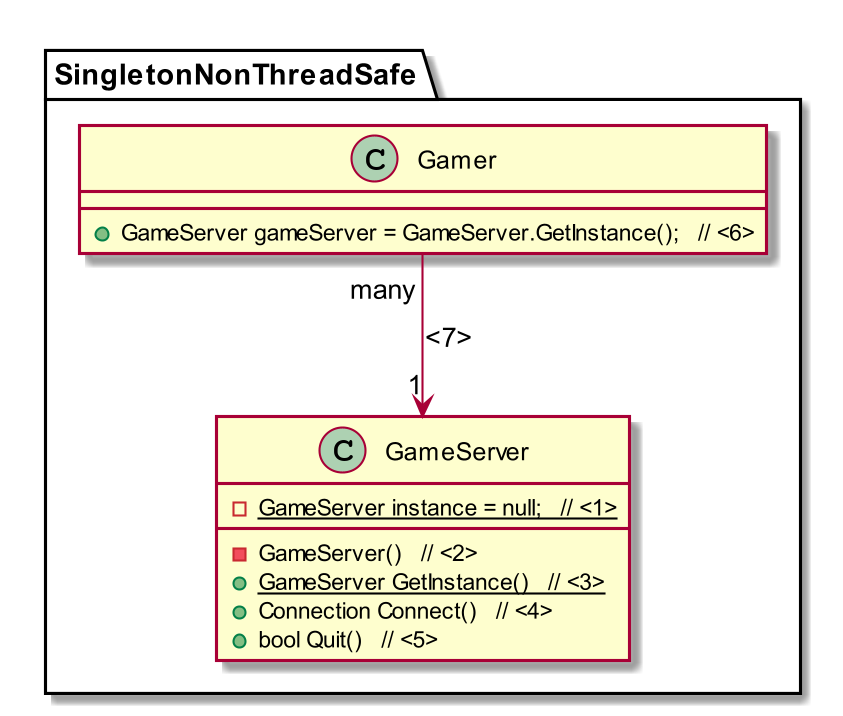 SingletonNonThreadSafe
C Gamer
GameServer gameServer = GameServer.GetInstance();   // <6>
many
<7>
1
C GameServer
GameServer instance = null;   // <1>
GameServer()   // <2>
GameServer GetInstance()   // <3>
Connection Connect()   // <4>
bool Quit()   // <5>